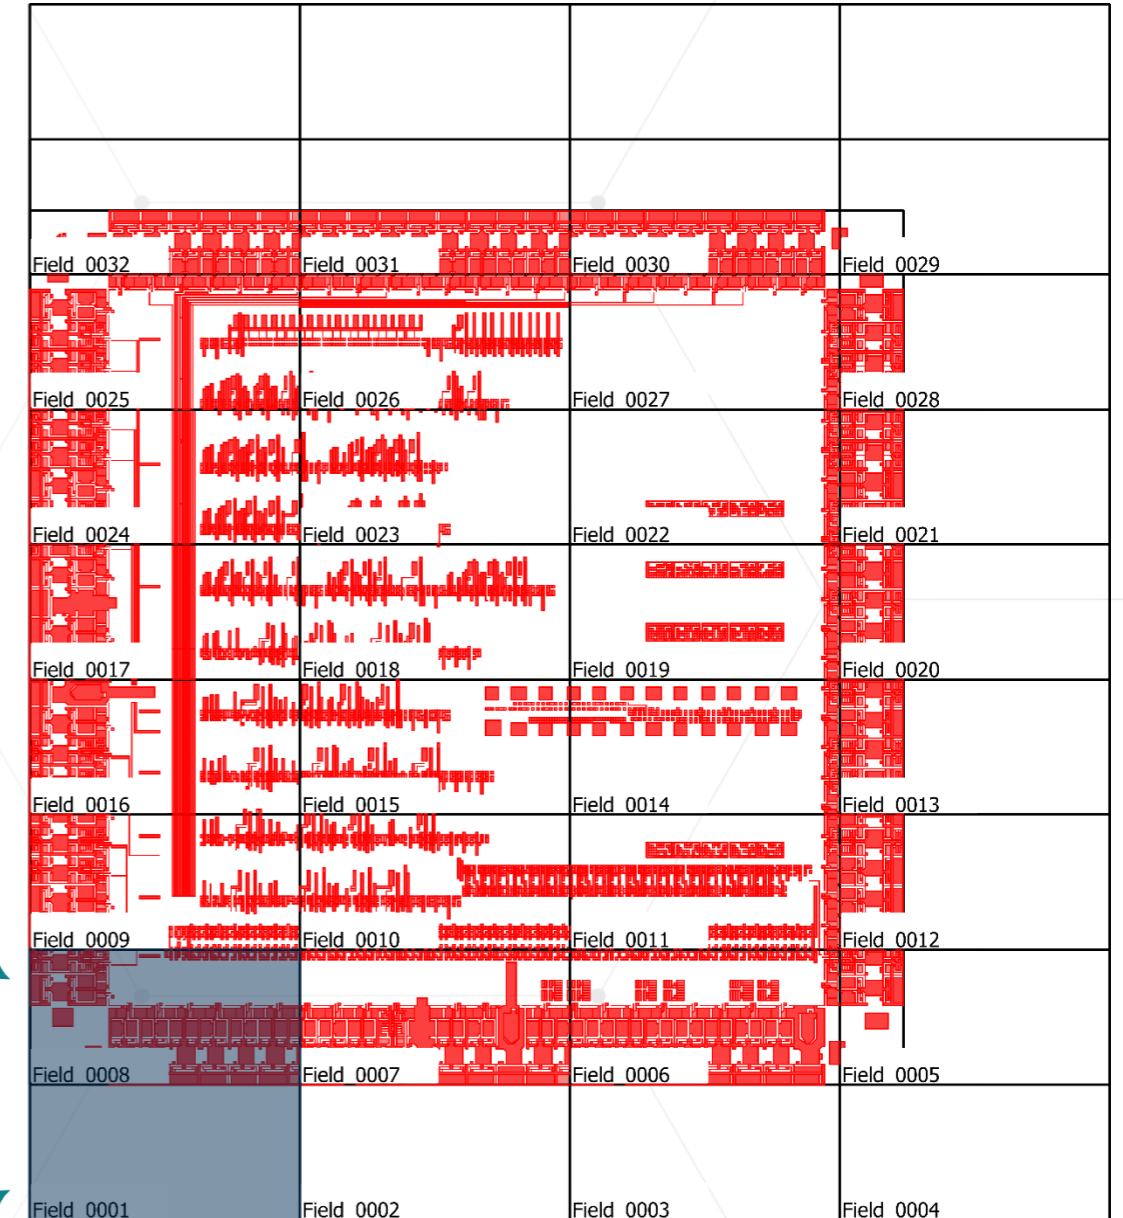 Field_0032 Field_0031 Field_0030 Field_0029
Field_0025 Field_0026 Field_0027 Field_0028
Field_0024 Field_0023 Field_0022 Field_0021
Field_0017 Field_0018 Field_0019 Field_0020
Field_0016 Field_0015 Field_0014 Field_0013
Field_0009 Field_0010 Field_0011 Field_0012
Field_0008 Field_0007 Field_0006 Field_0005
Field_0001 Field_0002 Field_0003 Field_0004